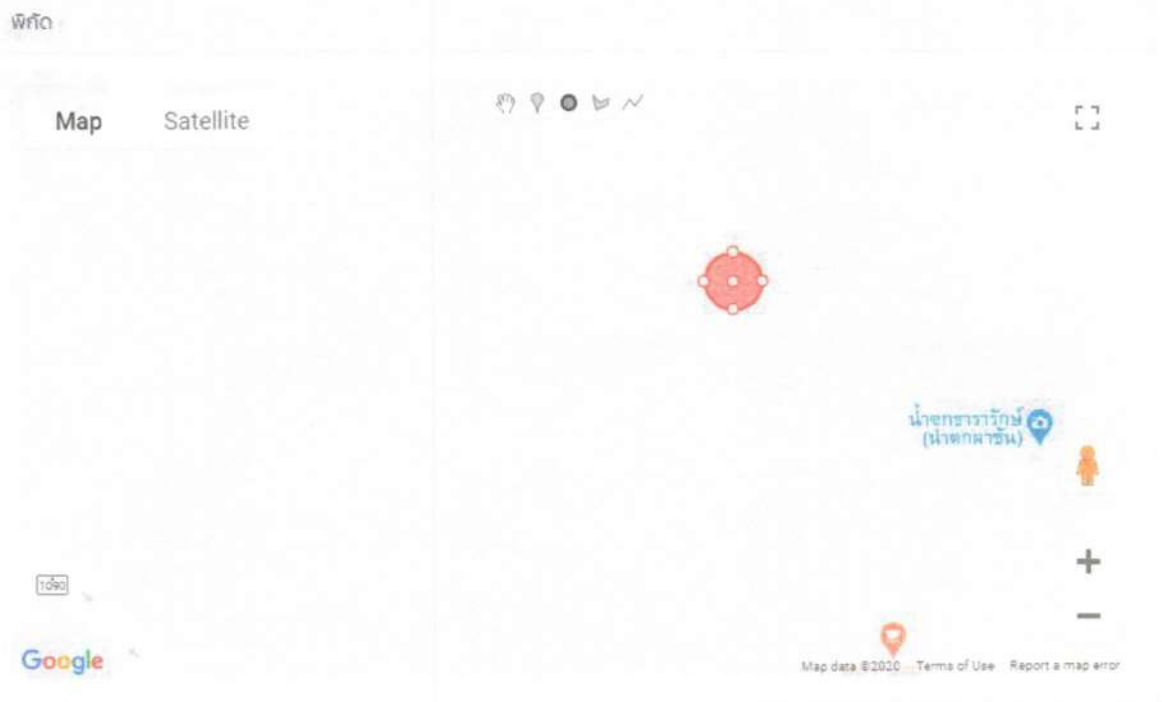 พิกัด
Map Satellite
น้ำตกธารารักษ์
(น้ำตกผาชัน)
1090
Google
Map data ©2020 Terms of Use Report a map error